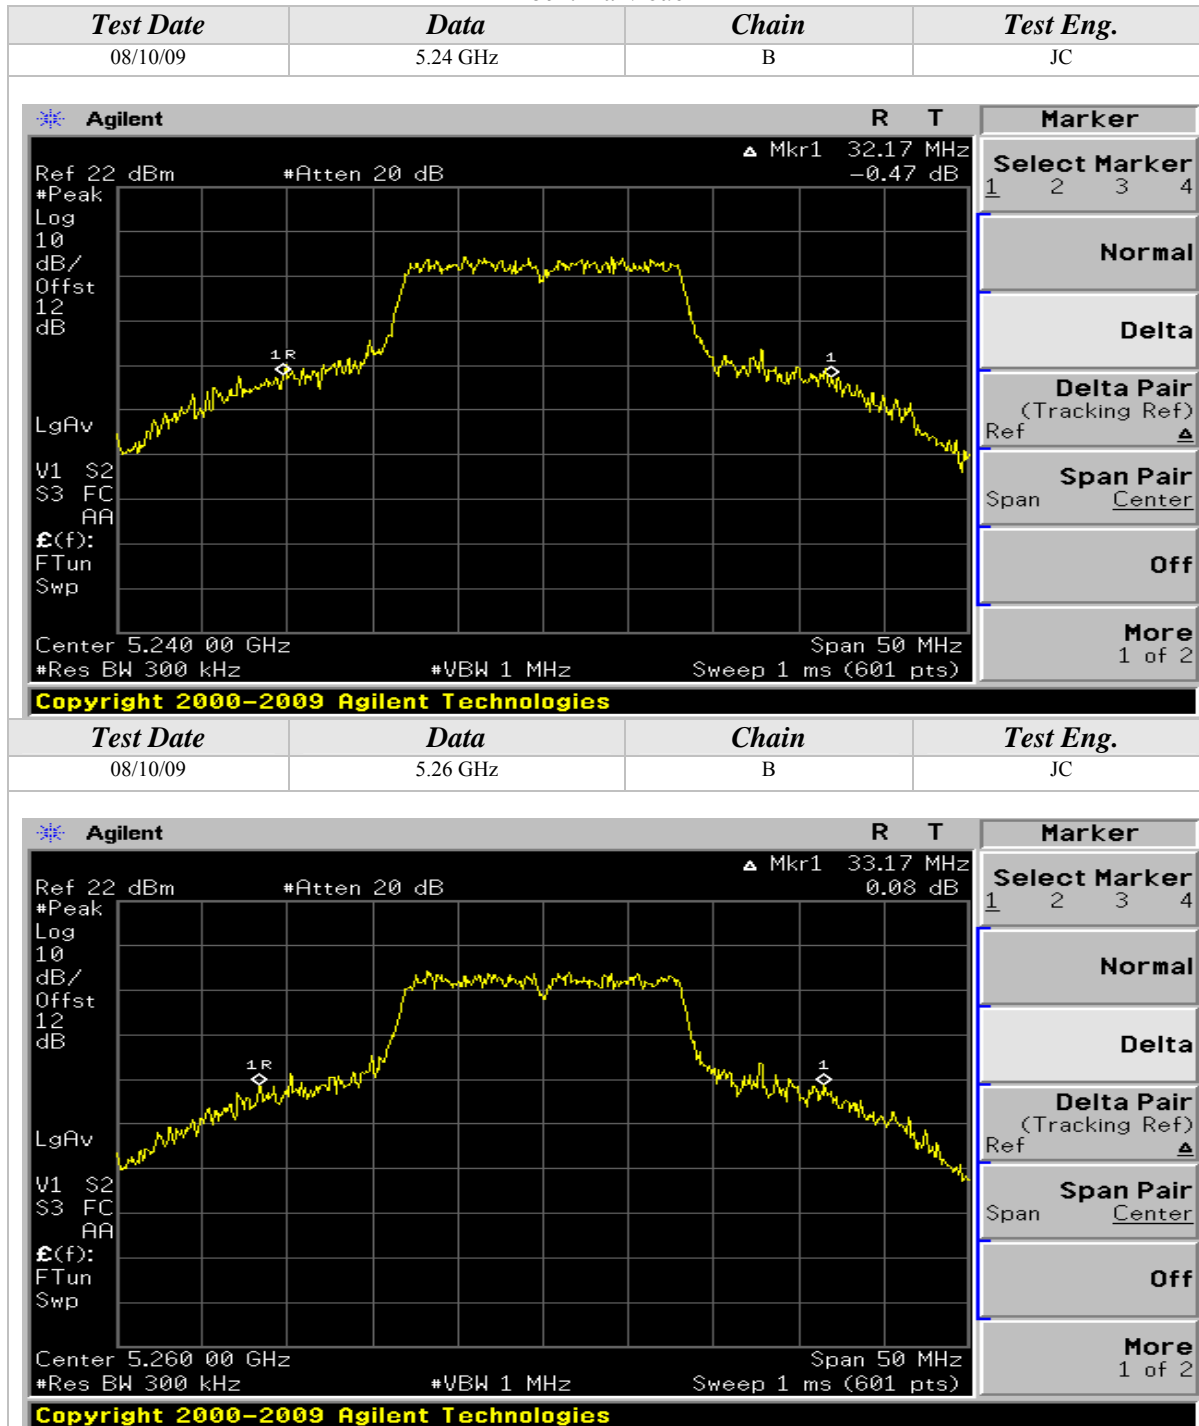 Test Date Data Chain Test Eng.
08/10/09 5.24 GHz B JC
Agilent R T Marker
Δ Mkr1 32.17 MHz
Ref 22 dBm #Atten 20 dB -0.47 dB
Select Marker
1 2 3 4
#Peak
Log
10
dB/
Offst
12
dB
Normal
Delta
1R
1
Delta Pair
(Tracking Ref)
Ref Δ
LgAv
V1 S2
S3 FC
AA
Span Pair
Span Center
£(f):
FTun
Swp
Off
Center 5.240 00 GHz Span 50 MHz
#Res BW 300 kHz #VBW 1 MHz Sweep 1 ms (601 pts)
More
1 of 2
Copyright 2000-2009 Agilent Technologies
Test Date Data Chain Test Eng.
08/10/09 5.26 GHz B JC
Agilent R T Marker
Δ Mkr1 33.17 MHz
Ref 22 dBm #Atten 20 dB 0.08 dB
Select Marker
1 2 3 4
#Peak
Log
10
dB/
Offst
12
dB
Normal
Delta
1R
1
Delta Pair
(Tracking Ref)
Ref Δ
LgAv
V1 S2
S3 FC
AA
Span Pair
Span Center
£(f):
FTun
Swp
Off
Center 5.260 00 GHz Span 50 MHz
#Res BW 300 kHz #VBW 1 MHz Sweep 1 ms (601 pts)
More
1 of 2
Copyright 2000-2009 Agilent Technologies